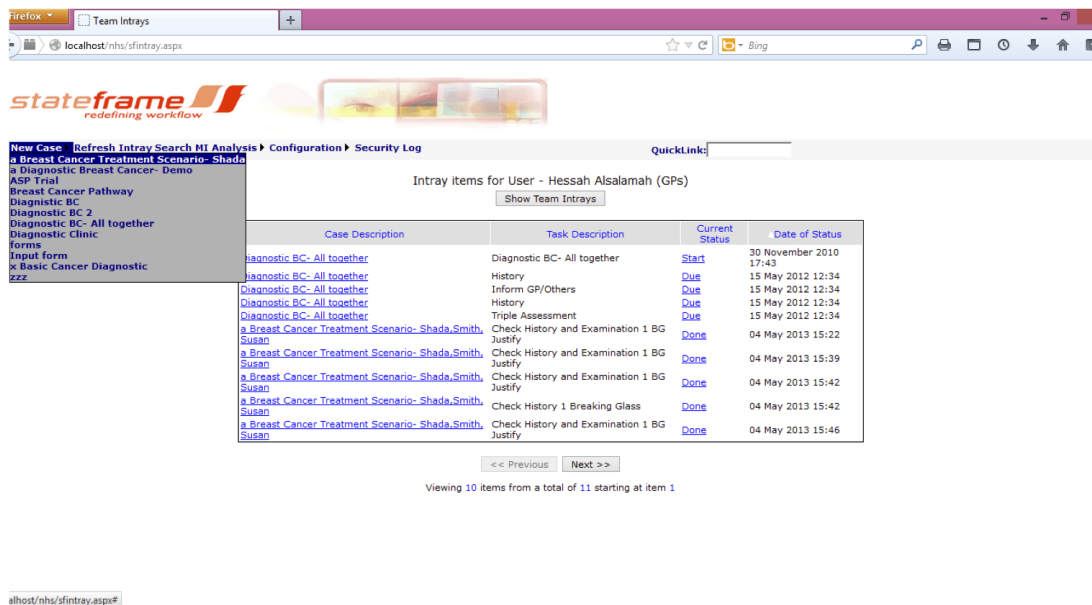 Firefox
Team Intrays
+
localhost/nhs/sfintray.aspx
Bing
stateframe
redefining workflow
New Case Refresh Intray Search MI Analysis Configuration Security Log
QuickLink:
a Breast Cancer Treatment Scenario- Shada
a Diagnostic Breast Cancer- Demo
ASP Trial
Breast Cancer Pathway
Diagnistic BC
Diagnostic BC 2
Diagnostic BC- All together
Diagnostic Clinic
forms
Input form
x Basic Cancer Diagnostic
zzz
Intray items for User - Hessah Alsalamah (GPs)
Show Team Intrays
Case Description Task Description Current Status Date of Status
Diagnostic BC- All together Diagnostic BC- All together Start 30 November 2010 17:43
Diagnostic BC- All together History Due 15 May 2012 12:34
Diagnostic BC- All together Inform GP/Others Due 15 May 2012 12:34
Diagnostic BC- All together History Due 15 May 2012 12:34
Diagnostic BC- All together Triple Assessment Due 15 May 2012 12:34
a Breast Cancer Treatment Scenario- Shada,Smith, Susan Check History and Examination 1 BG Justify Done 04 May 2013 15:22
a Breast Cancer Treatment Scenario- Shada,Smith, Susan Check History and Examination 1 BG Justify Done 04 May 2013 15:39
a Breast Cancer Treatment Scenario- Shada,Smith, Susan Check History and Examination 1 BG Justify Done 04 May 2013 15:42
a Breast Cancer Treatment Scenario- Shada,Smith, Susan Check History 1 Breaking Glass Done 04 May 2013 15:42
a Breast Cancer Treatment Scenario- Shada,Smith, Susan Check History and Examination 1 BG Justify Done 04 May 2013 15:46
<< Previous Next >>
Viewing 10 items from a total of 11 starting at item 1
alhost/nhs/sfintray.aspx#